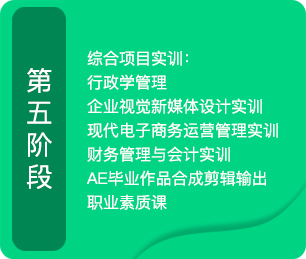 第五阶段
综合项目实训：
行政学管理
企业视觉新媒体设计实训
现代电子商务运营管理实训
财务管理与会计实训
AE毕业作品合成剪辑输出
职业素质课